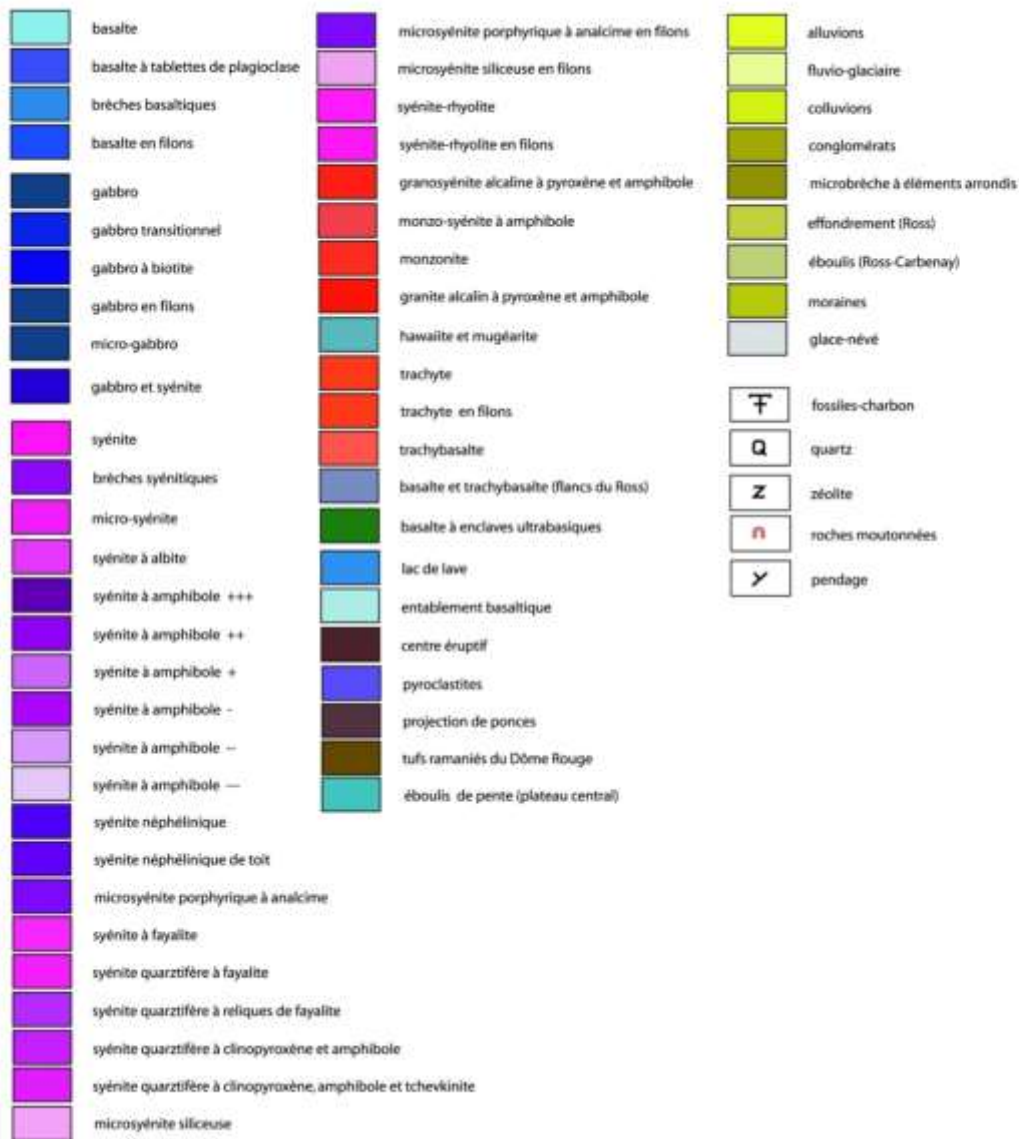 basalte
basalte à tablettes de plagioclase
brèches basaltiques
basalte en filons
gabbro
gabbro transitionnel
gabbro à biotite
gabbro en filons
micro-gabbro
gabbro et syénite
syénite
brèches syénitiques
micro-syénite
syénite à albite
syénite à amphibole +++
syénite à amphibole ++
syénite à amphibole +
syénite à amphibole -
syénite à amphibole --
syénite à amphibole ---
syénite néphélinique
syénite néphélinique de toit
microsyénite porphyrique à analcime
syénite à fayalite
syénite quarztifère à fayalite
syénite quarztifère à reliques de fayalite
syénite quarztifère à clinopyroxène et amphibole
syénite quarztifère à clinopyroxène, amphibole et tchevkinite
microsyénite siliceuse
microsyénite porphyrique à analcime en filons
microsyénite siliceuse en filons
syénite-rhyolite
syénite-rhyolite en filons
granosyénite alcaline à pyroxène et amphibole
monzo-syénite à amphibole
monzonite
granite alcalin à pyroxène et amphibole
hawaiite et mugéarite
trachyte
trachyte en filons
trachybasalte
basalte et trachybasalte (flancs du Ross)
basalte à enclaves ultrabasiques
lac de lave
entablement basaltique
centre éruptif
pyroclastites
projection de ponces
tufs ramaniés du Dôme Rouge
éboulis de pente (plateau central)
alluvions
fluvio-glaciaire
colluvions
conglomérats
microbrèche à éléments arrondis
effondrement (Ross)
éboulis (Ross-Carbenay)
moraines
glace-névé
fossiles-charbon
Q quartz
Z zéolite
roches moutonnées
pendage